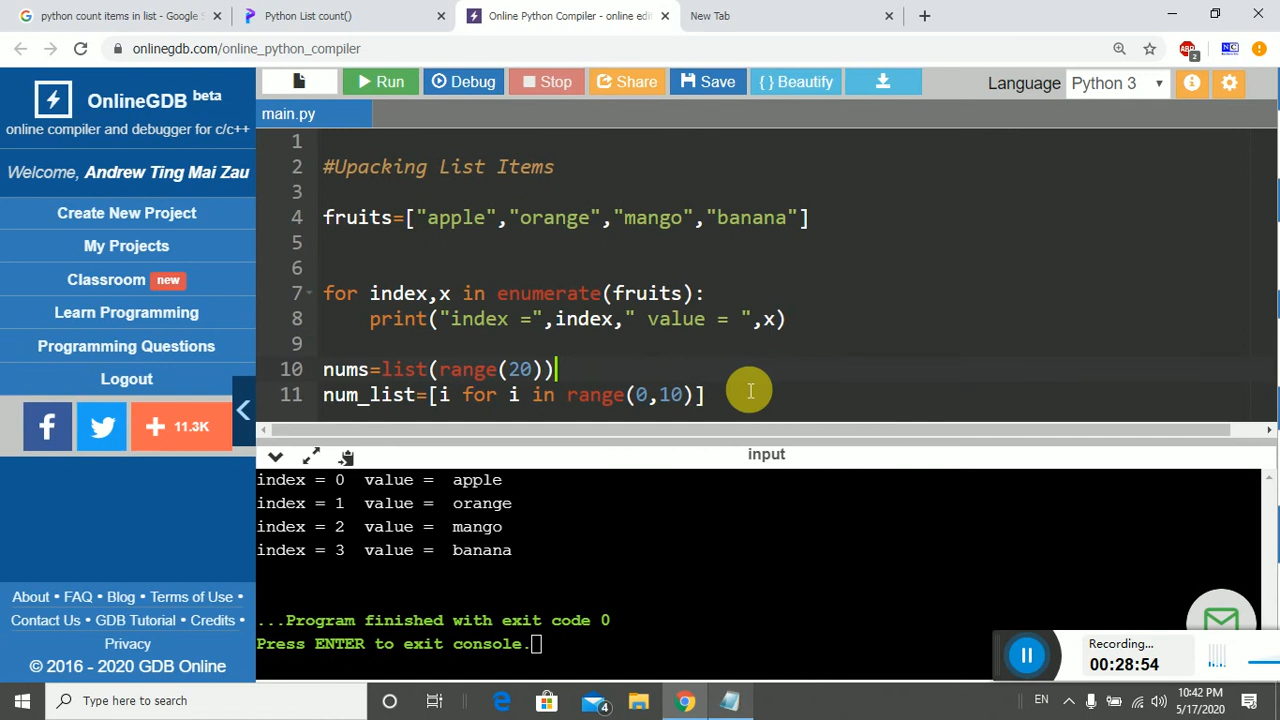 python count items in list - Google S
Python List count()
Online Python Compiler - online edit
New Tab
onlinegdb.com/online_python_compiler
ABP
2
NC
OnlineGDB beta
online compiler and debugger for c/c++
Welcome, Andrew Ting Mai Zau
Create New Project
My Projects
Classroom new
Learn Programming
Programming Questions
Logout
11.3K
About • FAQ • Blog • Terms of Use •
Contact Us • GDB Tutorial • Credits •
Privacy
© 2016 - 2020 GDB Online
Run
Debug
Stop
Share
Save
{ } Beautify
Language
Python 3
main.py
1
2 #Upacking List Items
3
4 fruits=["apple","orange","mango","banana"]
5
6
7 for index,x in enumerate(fruits):
8 print("index =",index," value = ",x)
9
10 nums=list(range(20))
11 num_list=[i for i in range(0,10)]
input
index = 0  value =  apple
index = 1  value =  orange
index = 2  value =  mango
index = 3  value =  banana
...Program finished with exit code 0
Press ENTER to exit console.
Recording...
00:28:54
Type here to search
4
EN
10:42 PM
5/17/2020